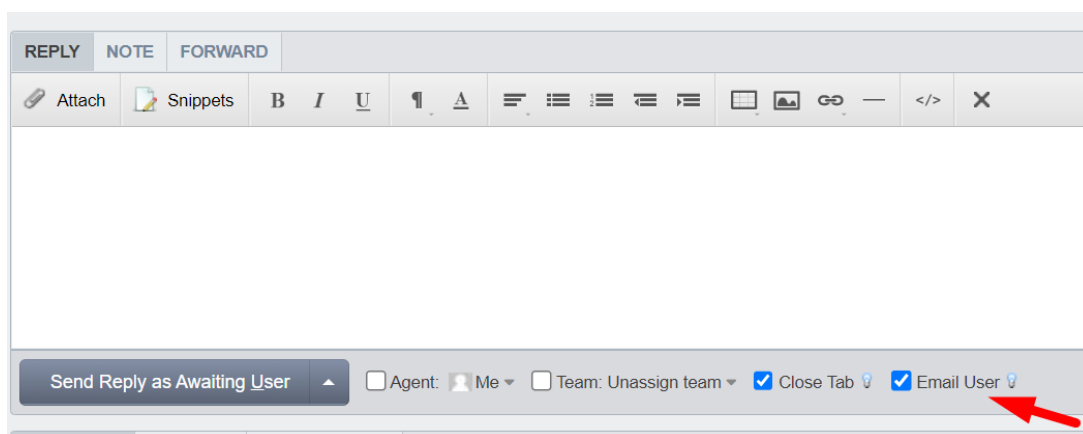 REPLY NOTE FORWARD
Attach Snippets B I U ¶ A </> X
Send Reply as Awaiting User Agent: Me Team: Unassign team Close Tab Email User